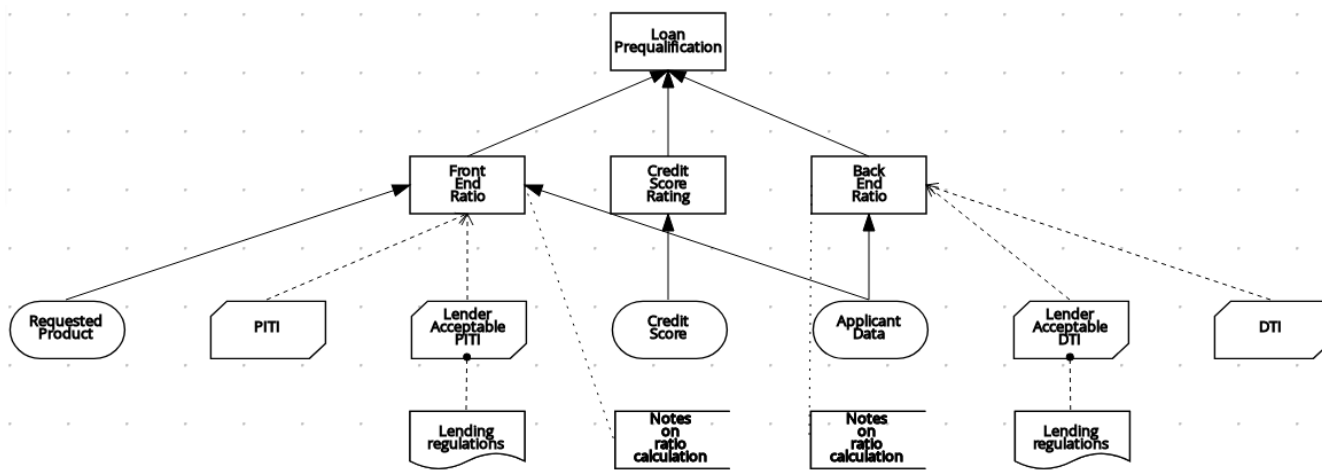 Loan
Prequalification
Front
End
Ratio
Credit
Score
Rating
Back
End
Ratio
Requested
Product
PITI
Lender
Acceptable
PITI
Credit
Score
Applicant
Data
Lender
Acceptable
DTI
DTI
Lending
regulations
Notes
on
ratio
calculation
Notes
on
ratio
calculation
Lending
regulations